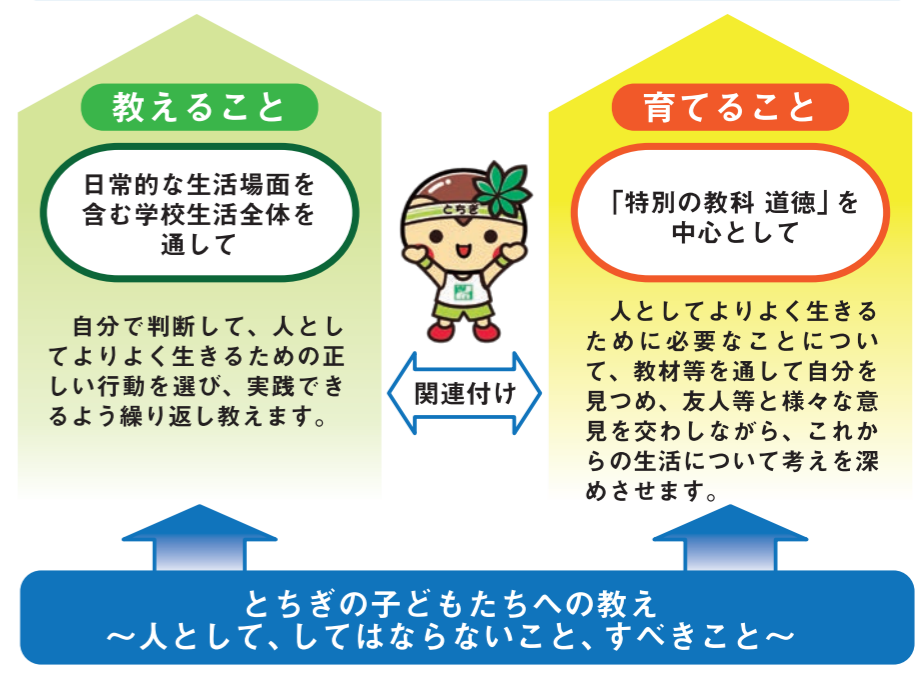 教えること
日常的な生活場面を
含む学校生活全体を
通して
自分で判断して、人とし
てよりよく生きるための正
しい行動を選び、実践でき
るよう繰り返し教えます。
とちぎ
関連付け
育てること
「特別の教科 道徳」を
中心として
人としてよりよく生きる
ために必要なことについ
て、教材等を通して自分を
見つめ、友人等と様々な意
見を交わしながら、これか
らの生活について考えを深
めさせます。
とちぎの子どもたちへの教え
～人として、してはならないこと、すべきこと～